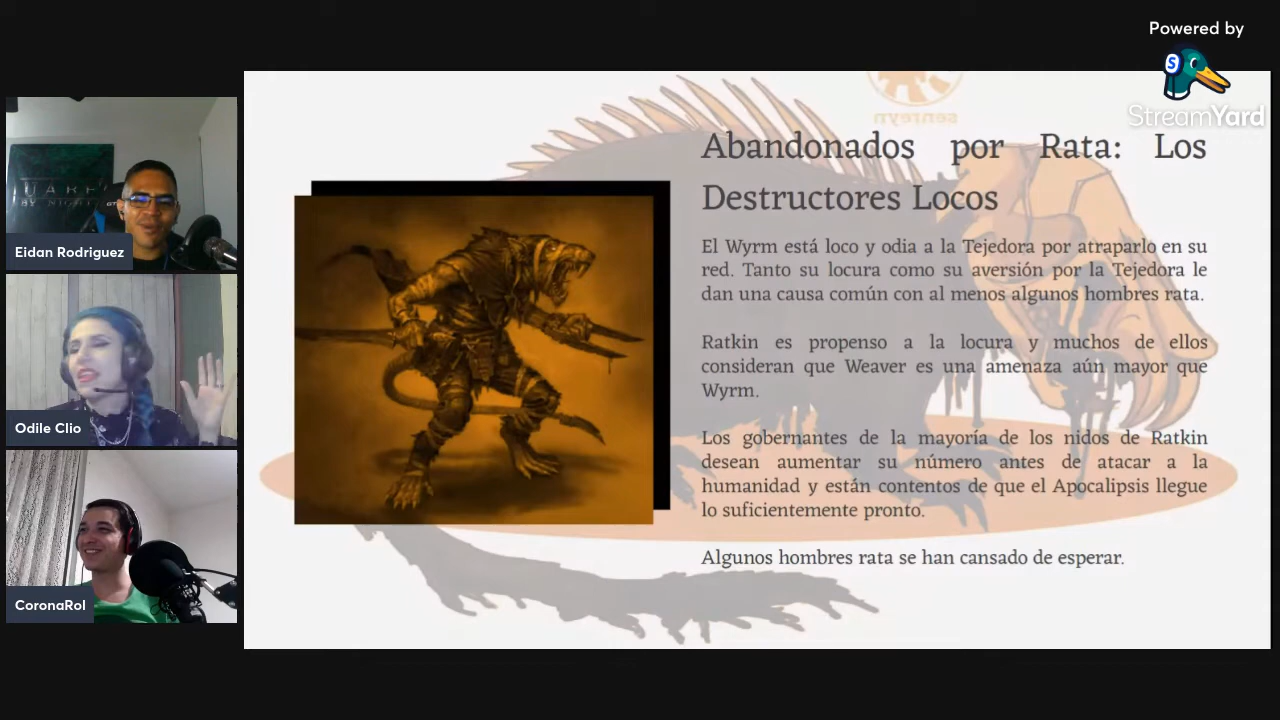 Powered by
StreamYard
senreyn
Abandonados por Rata: Los
Destructores Locos
El Wyrm está loco y odia a la Tejedora por atraparlo en su
red. Tanto su locura como su aversión por la Tejedora le
dan una causa común con al menos algunos hombres rata.
Ratkin es propenso a la locura y muchos de ellos
consideran que Weaver es una amenaza aún mayor que
Wyrm.
Los gobernantes de la mayoría de los nidos de Ratkin
desean aumentar su número antes de atacar a la
humanidad y están contentos de que el Apocalipsis llegue
lo suficientemente pronto.
Algunos hombres rata se han cansado de esperar.
BY NIGHT
Eidan Rodriguez
Odile Clio
CoronaRol